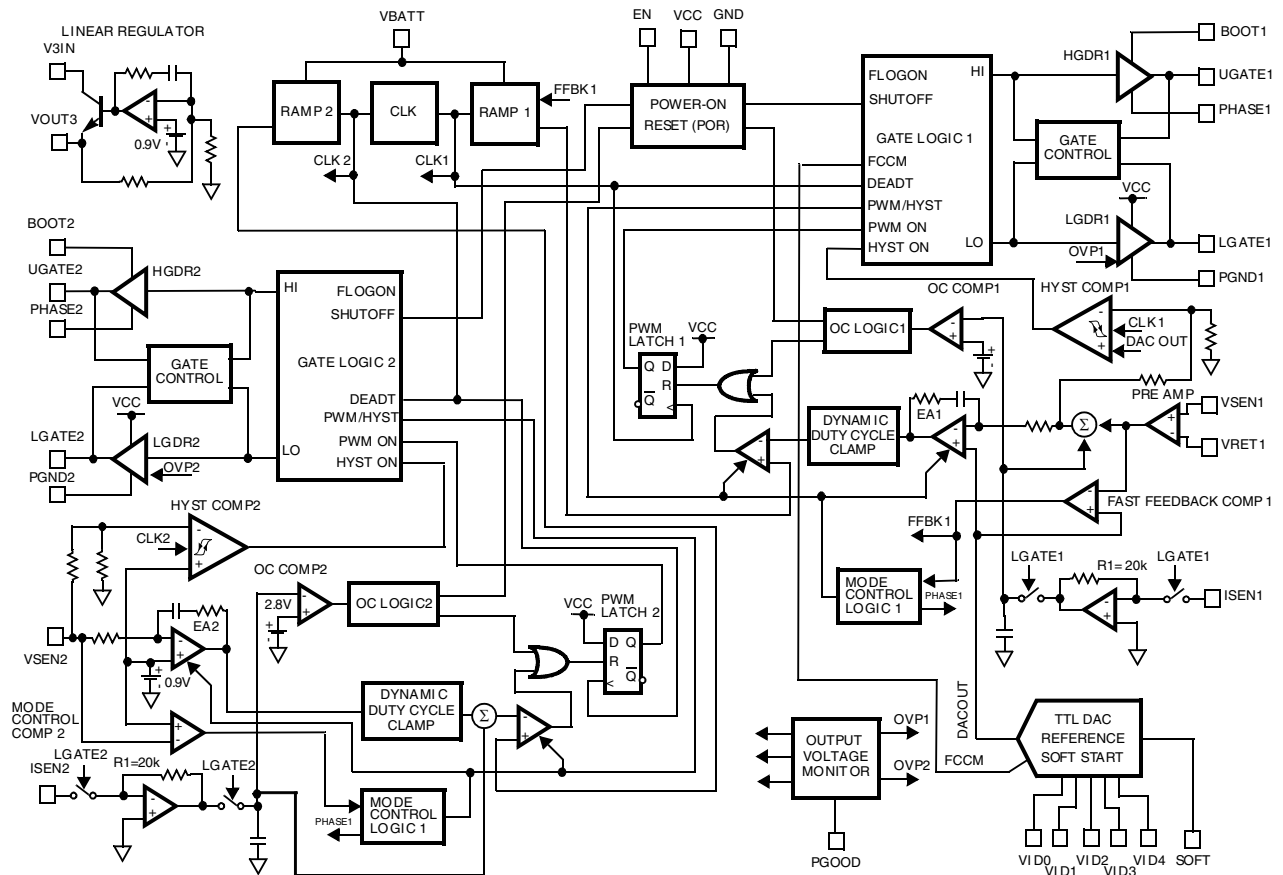 LINEAR REGULATOR
V3IN
VOUT3
0.9V
-
+
+
-
VBATT
RAMP 2
CLK
RAMP 1
FFBK1
CLK 2
CLK1
EN
VCC
GND
POWER-ON
RESET (POR)
FLOGON
SHUTOFF
GATE LOGIC 1
FCCM
DEADT
PWM/HYST
PWM ON
HYST ON
HI
LO
HGDR1
BOOT1
UGATE1
PHASE1
GATE
CONTROL
VCC
LGDR1
OVP1
LGATE1
PGND1
BOOT2
UGATE2
PHASE2
HGDR2
GATE
CONTROL
VCC
LGDR2
OVP2
LGATE2
PGND2
HI
FLOGON
SHUTOFF
GATE LOGIC 2
DEADT
PWM/HYST
PWM ON
HYST ON
LO
PWM
LATCH 1
VCC
Q D
R
Q
<
OC LOGIC1
OC COMP1
-
+
+
-
HYST COMP1
-
CLK1
DAC OUT
+
DYNAMIC
DUTY CYCLE
CLAMP
EA1
-
+
-
+
Σ
PRE AMP
+
-
VSEN1
VRET1
FAST FEEDBACK COMP 1
-
+
FFBK1
MODE
CONTROL
LOGIC 1
PHASE1
LGATE1
R1= 20k
LGATE1
ISEN1
-
+
HYST COMP2
-
CLK2
+
OC COMP2
2.8V
-
+
+
-
OC LOGIC2
VCC
PWM
LATCH 2
D Q
R
Q
<
VSEN2
EA2
-
+
+
-
0.9V
DYNAMIC
DUTY CYCLE
CLAMP
Σ
-
+
MODE
CONTROL
COMP 2
+
-
LGATE2
ISEN2
R1=20k
LGATE2
-
+
MODE
CONTROL
LOGIC 1
PHASE1
OUTPUT
VOLTAGE
MONITOR
OVP1
OVP2
PGOOD
DACOUT
FCCM
TTL DAC
REFERENCE
SOFT START
VID0
VID1
VID2
VID3
VID4
SOFT